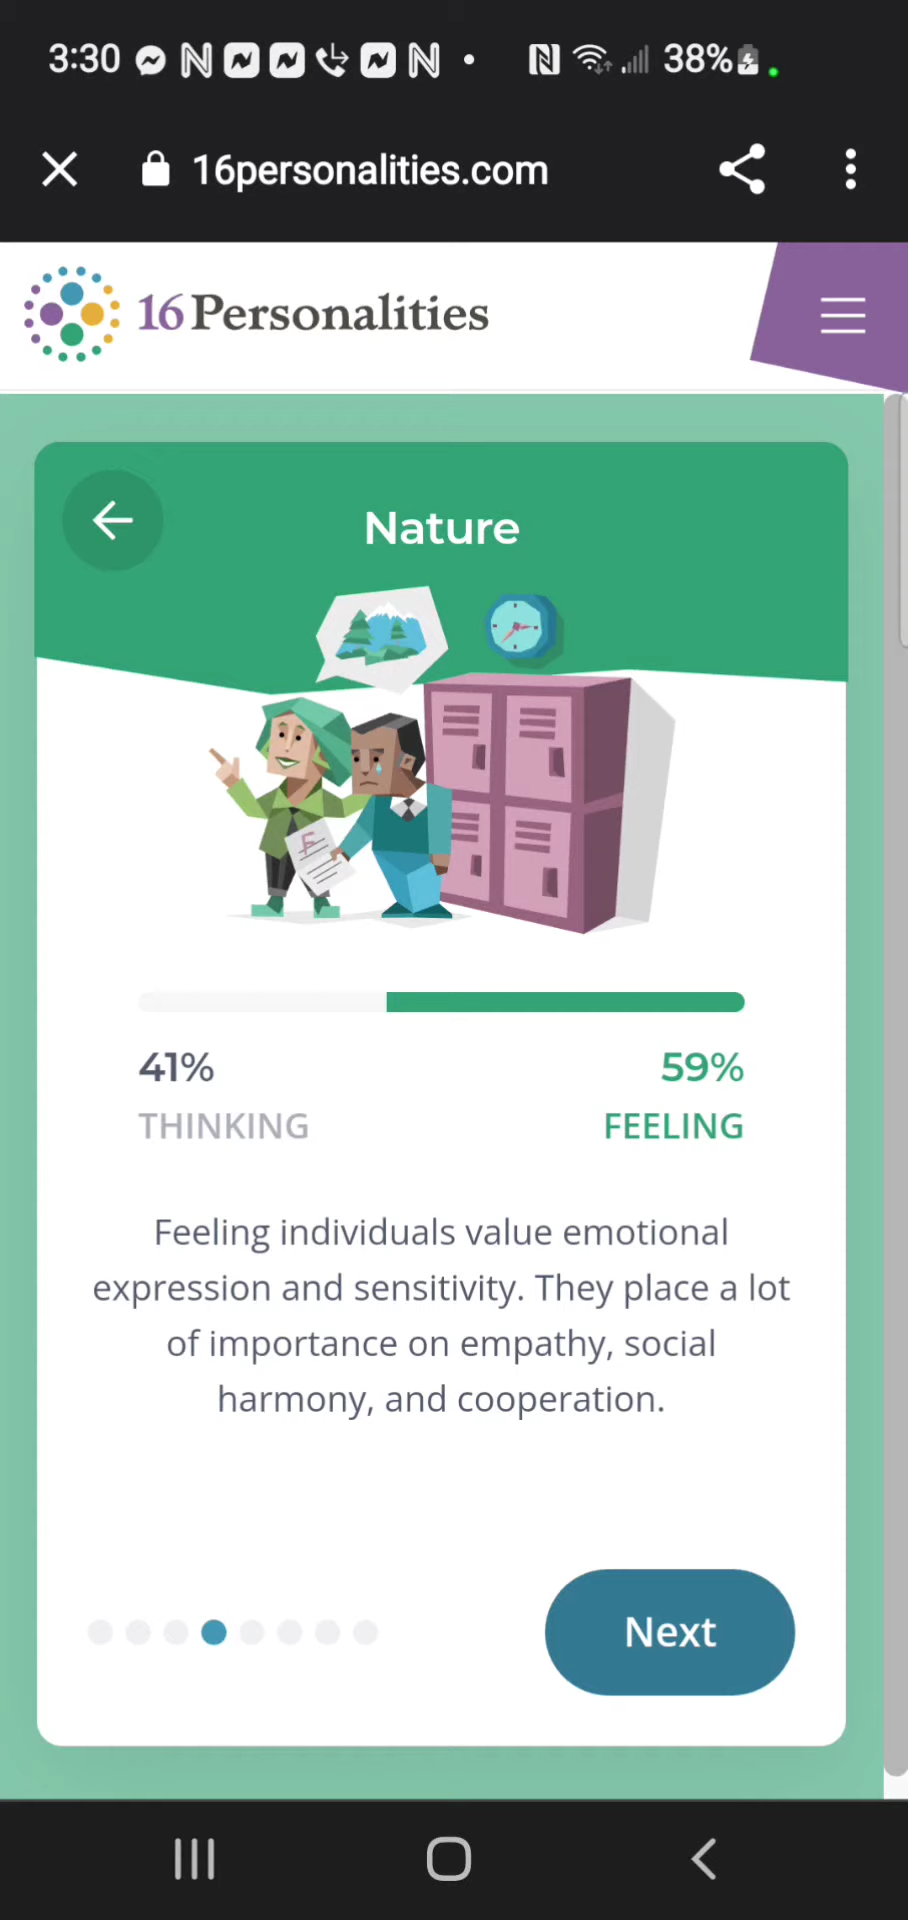 3:30 38%
16personalities.com
16Personalities
Nature
F
41% 59%
THINKING FEELING
Feeling individuals value emotional
expression and sensitivity. They place a lot
of importance on empathy, social
harmony, and cooperation.
Next